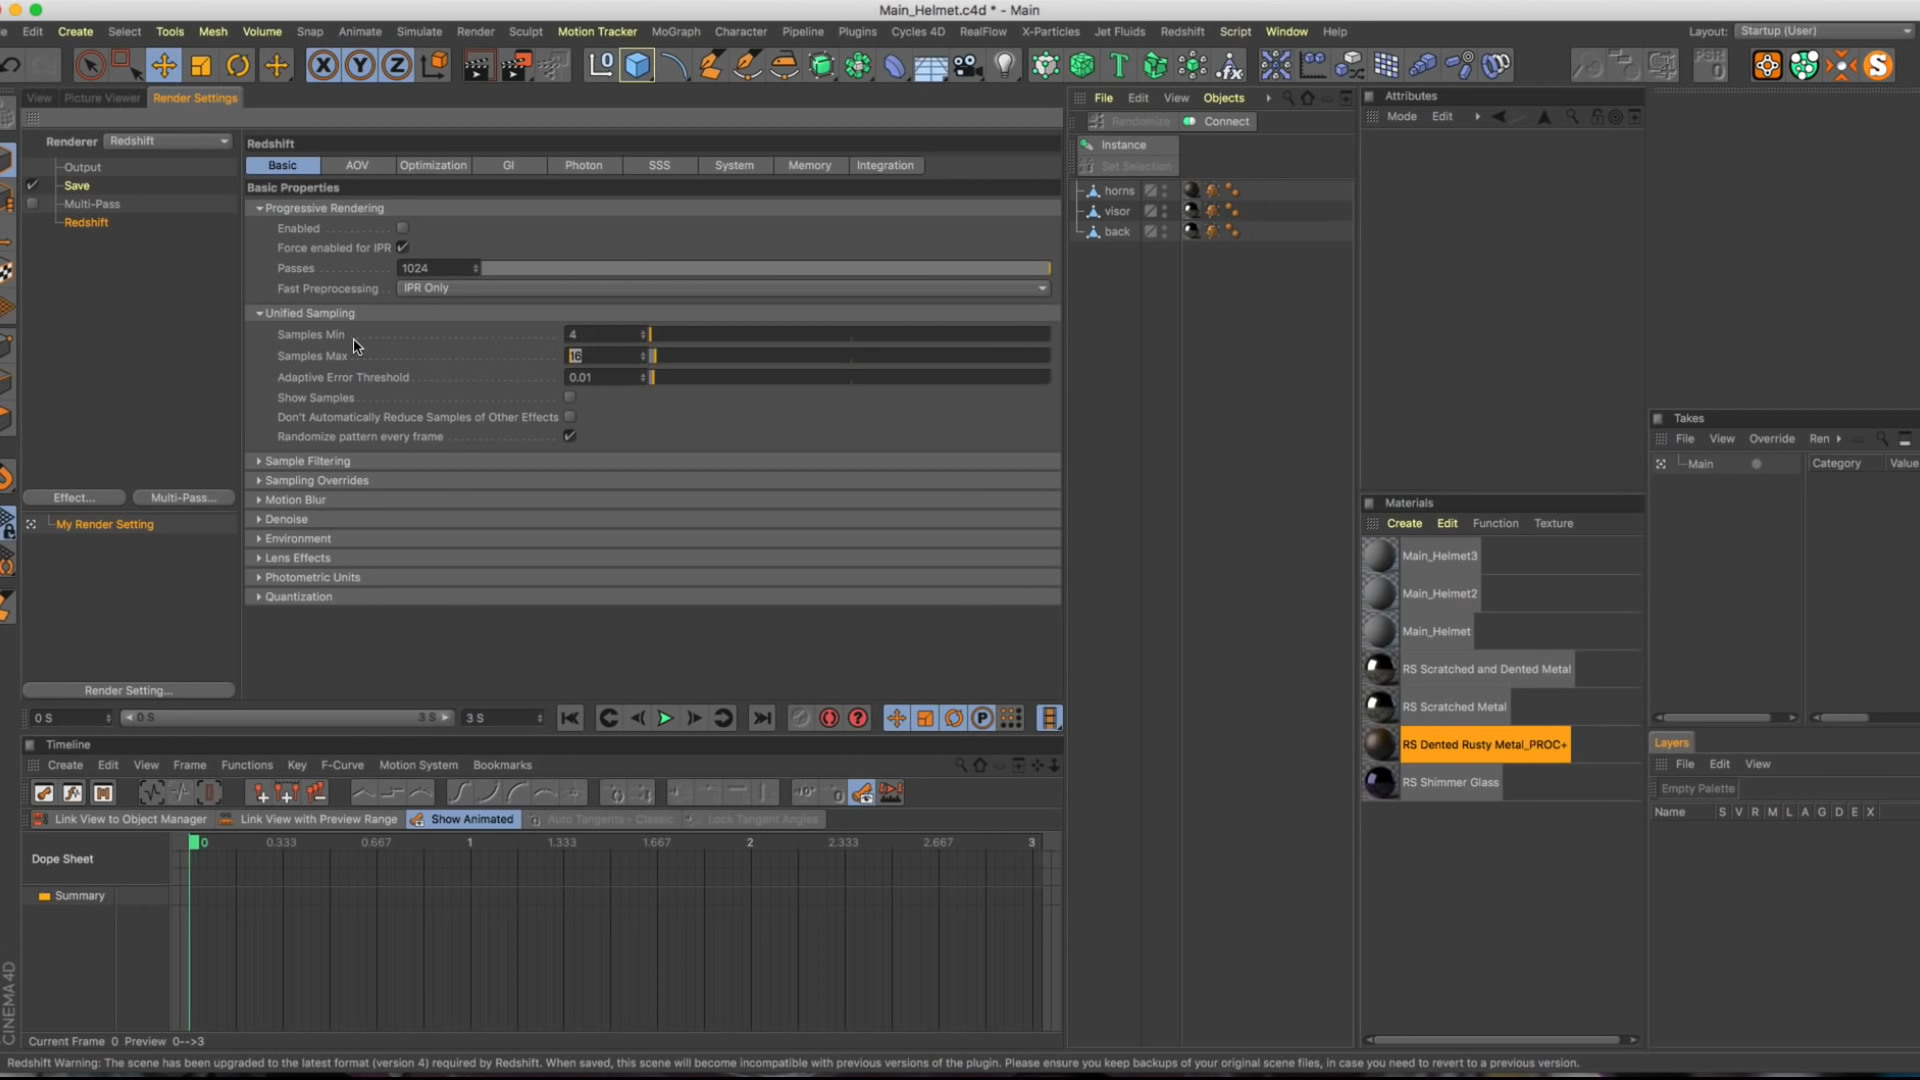 Main_Helmet.c4d * - Main
Edit Create Select Tools Mesh Volume Snap Animate Simulate Render Sculpt Motion Tracker MoGraph Character Pipeline Plugins Cycles 4D RealFlow X-Particles Jet Fluids Redshift Script Window Help Layout: Startup (User)
X Y Z PSR 0
View Picture Viewer Render Settings
Renderer Redshift
Output
Save
Multi-Pass
Redshift
Effect... Multi-Pass...
My Render Setting
Render Setting...
Redshift
Basic AOV Optimization GI Photon SSS System Memory Integration
Basic Properties
Progressive Rendering
Enabled
Force enabled for IPR
Passes 1024
Fast Preprocessing IPR Only
Unified Sampling
Samples Min 4
Samples Max 16
Adaptive Error Threshold 0.01
Show Samples
Don't Automatically Reduce Samples of Other Effects
Randomize pattern every frame
Sample Filtering
Sampling Overrides
Motion Blur
Denoise
Environment
Lens Effects
Photometric Units
Quantization
File Edit View Objects
Randomize Connect
Instance
Set Selection
horns
visor
back
Attributes
Mode Edit
Takes
File View Override Ren
Main Category Value
Materials
Create Edit Function Texture
Main_Helmet3
Main_Helmet2
Main_Helmet
RS Scratched and Dented Metal
RS Scratched Metal
RS Dented Rusty Metal_PROC+
RS Shimmer Glass
Layers
File Edit View
Empty Palette
Name S V R M L A G D E X
0 S 0 S 3 S 3 S
Timeline
Create Edit View Frame Functions Key F-Curve Motion System Bookmarks
Link View to Object Manager Link View with Preview Range Show Animated Auto Tangents - Classic Lock Tangent Angles
0 0.333 0.667 1 1.333 1.667 2 2.333 2.667 3
Dope Sheet
Summary
CINEMA 4D
Current Frame 0 Preview 0-->3
Redshift Warning: The scene has been upgraded to the latest format (version 4) required by Redshift. When saved, this scene will become incompatible with previous versions of the plugin. Please ensure you keep backups of your original scene files, in case you need to revert to a previous version.